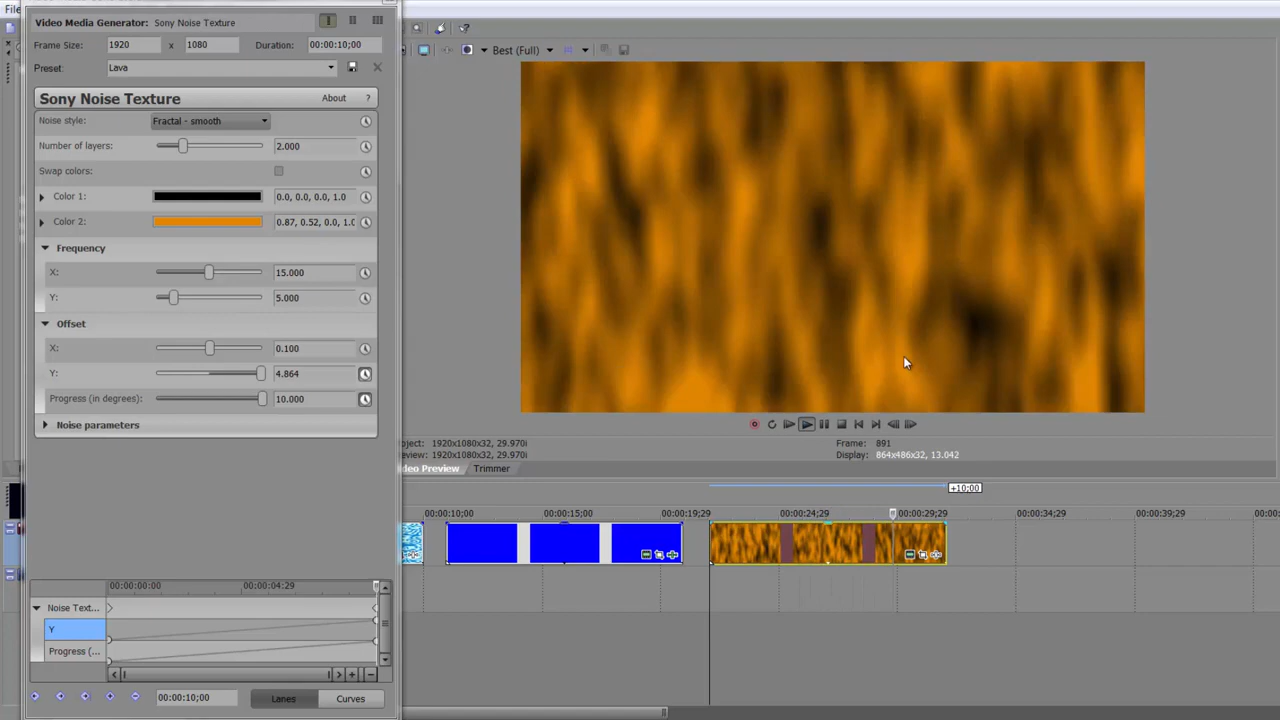 File
Video Media Generator: Sony Noise Texture
Frame Size: 1920 x 1080 Duration: 00:00:10;00
Preset: Lava
Sony Noise Texture About ?
Noise style: Fractal - smooth
Number of layers: 2.000
Swap colors:
Color 1: 0.0, 0.0, 0.0, 1.0
Color 2: 0.87, 0.52, 0.0, 1.0
Frequency
X: 15.000
Y: 5.000
Offset
X: 0.100
Y: 4.864
Progress (in degrees): 10.000
Noise parameters
Best (Full)
oject: 1920x1080x32, 29.970i
review: 1920x1080x32, 29.970i
Frame: 891
Display: 864x486x32, 13.042
ideo Preview Trimmer
+10;00
00:00:10;00 00:00:15;00 00:00:19;29 00:00:24;29 00:00:29;29 00:00:34;29 00:00:39;29 00:00:
00:00:00:00 00:00:04:29
Noise Text...
Y
Progress (...
00:00:10;00 Lanes Curves